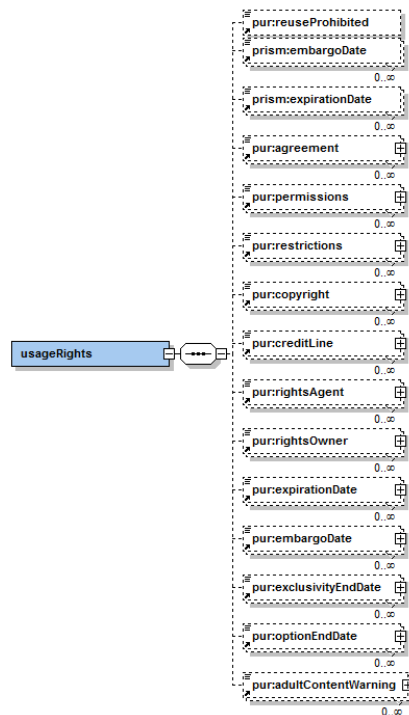 pur:reuseProhibited
prism:embargoDate
0..∞
prism:expirationDate
0..∞
pur:agreement
0..∞
pur:permissions
0..∞
pur:restrictions
0..∞
pur:copyright
0..∞
usageRights
pur:creditLine
0..∞
pur:rightsAgent
0..∞
pur:rightsOwner
0..∞
pur:expirationDate
0..∞
pur:embargoDate
0..∞
pur:exclusivityEndDate
0..∞
pur:optionEndDate
0..∞
pur:adultContentWarning
0..∞